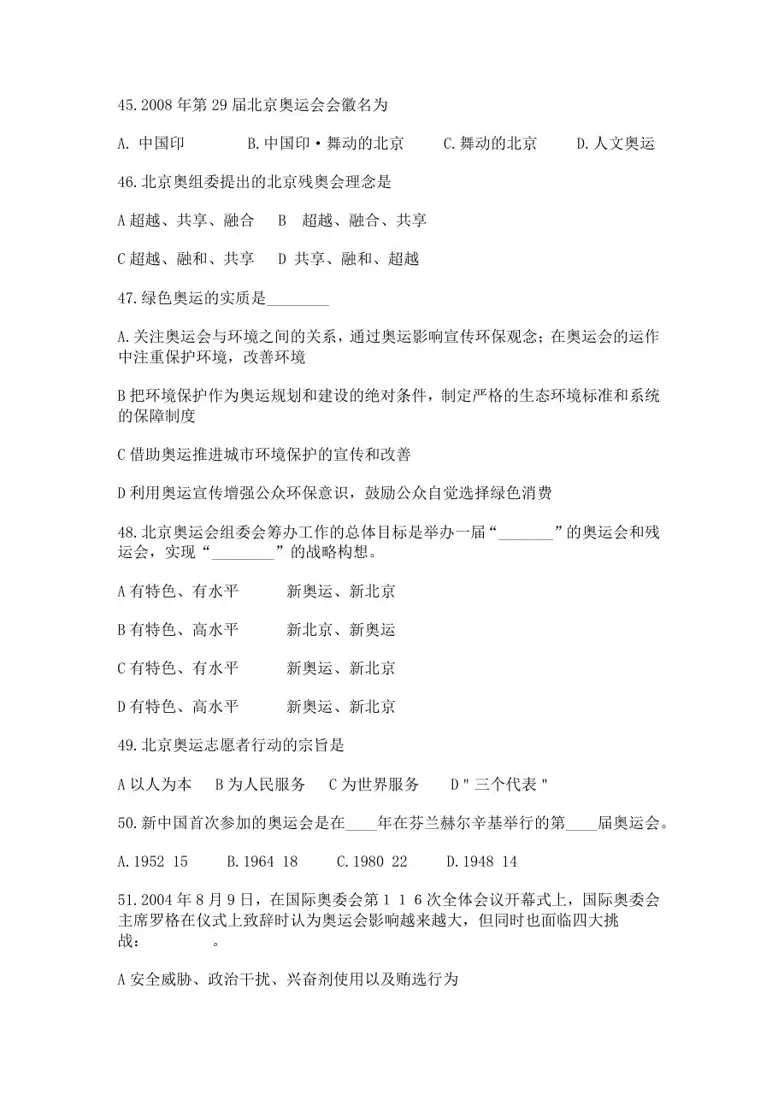 45.2008 年第 29 届北京奥运会会徽名为
A. 中国印 B.中国印·舞动的北京 C.舞动的北京 D.人文奥运
46.北京奥组委提出的北京残奥会理念是
A 超越、共享、融合 B 超越、融合、共享
C 超越、融和、共享 D 共享、融和、超越
47.绿色奥运的实质是________
A.关注奥运会与环境之间的关系，通过奥运影响宣传环保观念；在奥运会的运作
中注重保护环境，改善环境
B 把环境保护作为奥运规划和建设的绝对条件，制定严格的生态环境标准和系统
的保障制度
C 借助奥运推进城市环境保护的宣传和改善
D 利用奥运宣传增强公众环保意识，鼓励公众自觉选择绿色消费
48.北京奥运会组委会筹办工作的总体目标是举办一届“_______”的奥运会和残
运会，实现“________”的战略构想。
A 有特色、有水平 新奥运、新北京
B 有特色、高水平 新北京、新奥运
C 有特色、有水平 新奥运、新北京
D 有特色、高水平 新奥运、新北京
49.北京奥运志愿者行动的宗旨是
A 以人为本 B 为人民服务 C 为世界服务 D＂三个代表＂
50.新中国首次参加的奥运会是在____年在芬兰赫尔辛基举行的第____届奥运会。
A.1952 15 B.1964 18 C.1980 22 D.1948 14
51.2004 年 8 月 9 日，在国际奥委会第１１６次全体会议开幕式上，国际奥委会
主席罗格在仪式上致辞时认为奥运会影响越来越大，但同时也面临四大挑
战： 。
A 安全威胁、政治干扰、兴奋剂使用以及贿选行为